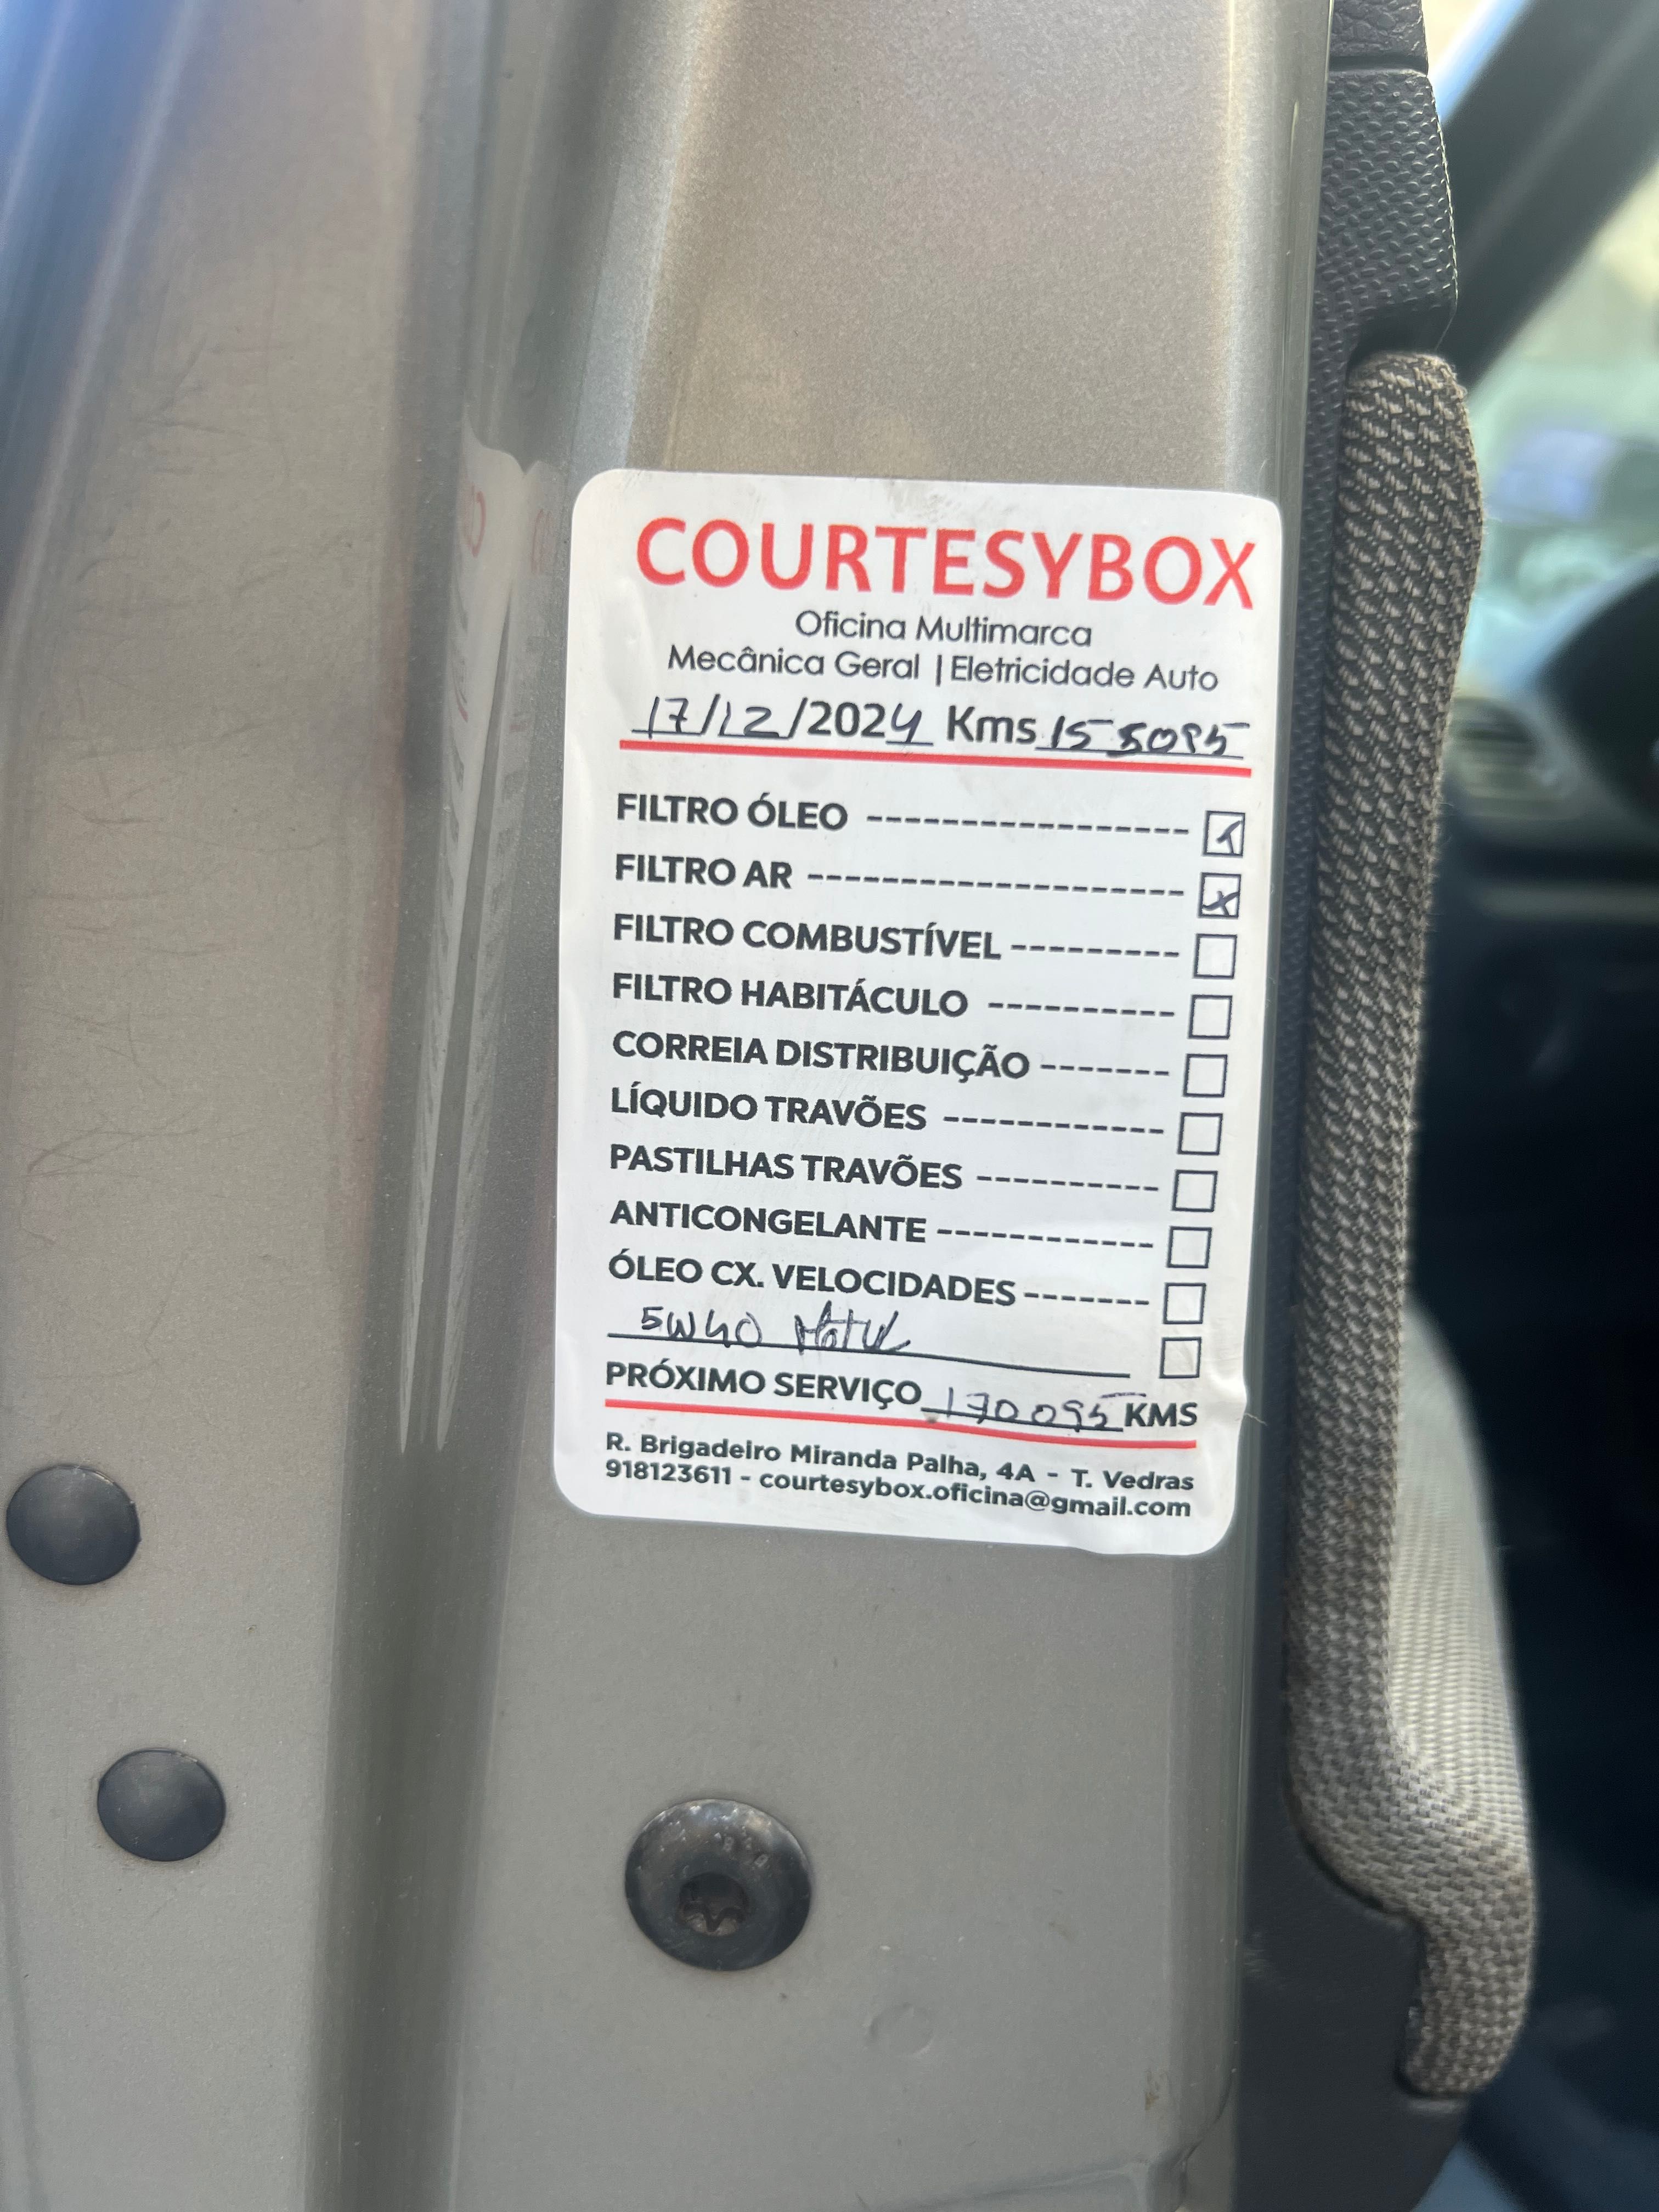 COURTESYBOX
Oficina Multimarca
Mecânica Geral | Eletricidade Auto
17/12/2024 Kms 155095
FILTRO ÓLEO -----------------
FILTRO AR --------------------
FILTRO COMBUSTÍVEL ---------
FILTRO HABITÁCULO ----------
CORREIA DISTRIBUIÇÃO -------
LÍQUIDO TRAVÕES ------------
PASTILHAS TRAVÕES ----------
ANTICONGELANTE ------------
ÓLEO CX. VELOCIDADES -------
5W40 Motul
PRÓXIMO SERVIÇO 170095 KMS
R. Brigadeiro Miranda Palha, 4A - T. Vedras
918123611 - courtesybox.oficina@gmail.com